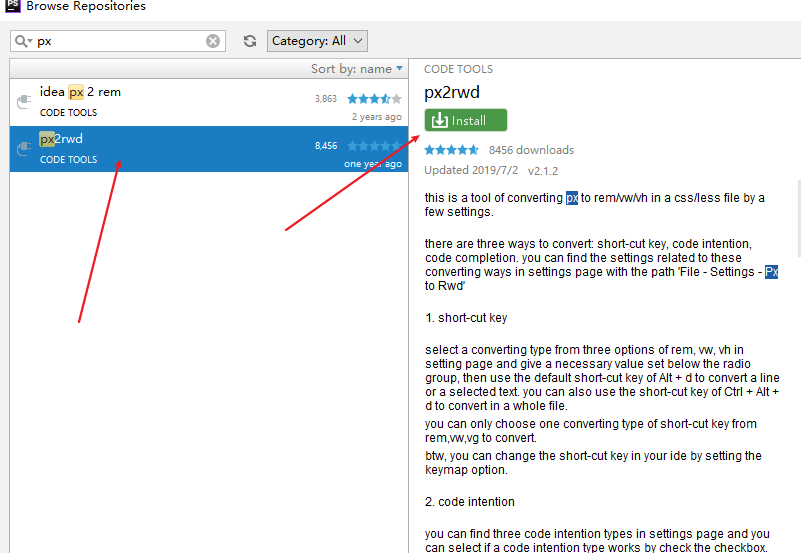 PS Browse Repositories
px
Category: All
Sort by: name
idea px 2 rem
3,863
CODE TOOLS
2 years ago
px2rwd
8,456
CODE TOOLS
one year ago
CODE TOOLS
px2rwd
Install
8456 downloads
Updated 2019/7/2 v2.1.2
this is a tool of converting px to rem/vw/vh in a css/less file by a
few settings.
there are three ways to convert: short-cut key, code intention,
code completion. you can find the settings related to these
converting ways in settings page with the path 'File - Settings - Px
to Rwd'
1. short-cut key
select a converting type from three options of rem, vw, vh in
setting page and give a necessary value set below the radio
group, then use the default short-cut key of Alt + d to convert a line
or a selected text. you can also use the short-cut key of Ctrl + Alt +
d to convert in a whole file.
you can only choose one converting type of short-cut key from
rem,vw,vg to convert.
btw, you can change the short-cut key in your ide by setting the
keymap option.
2. code intention
you can find three code intention types in settings page and you
can select if a code intention type works by check the checkbox.